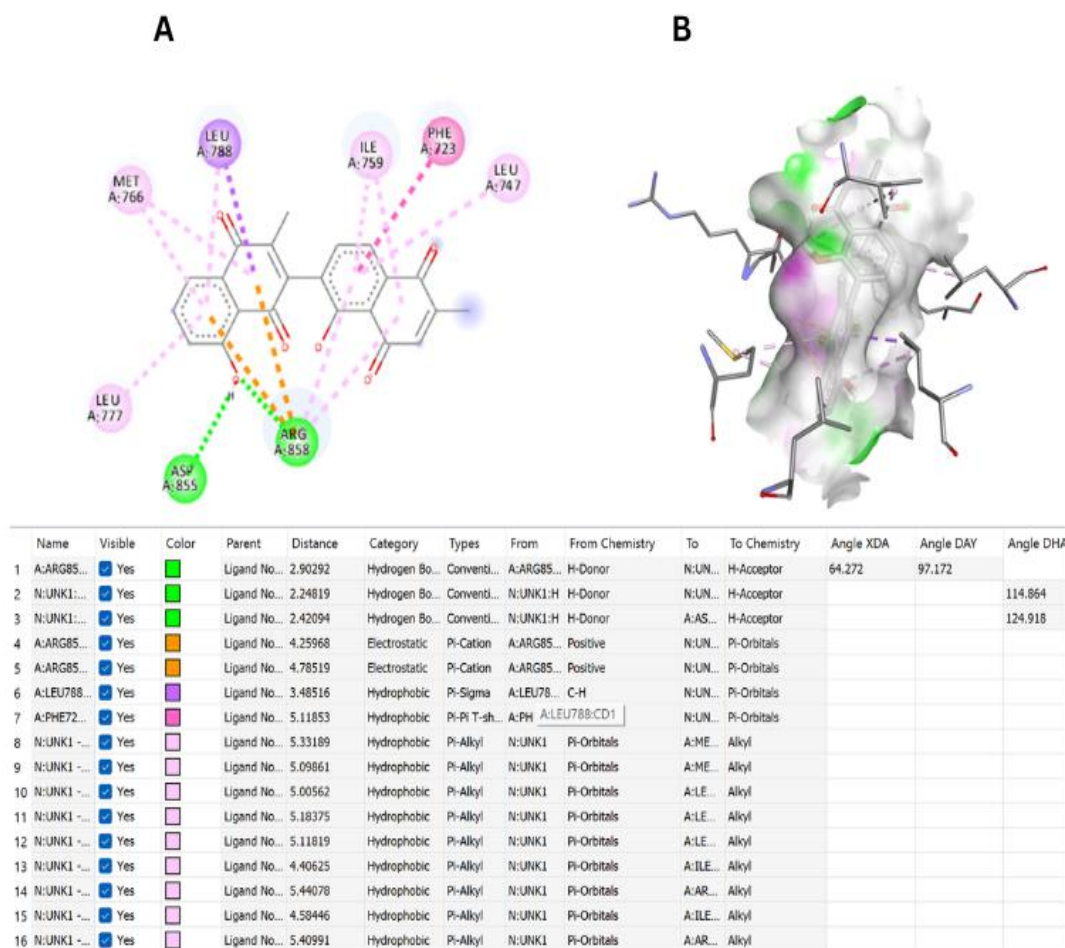 A
B
LEU
A:788
ILE
A:759
PHE
A:723
MET
A:766
LEU
A:747
LEU
A:777
ARG
A:858
ASP
A:855
O
O
O
O
O
O
H
Name Visible Color Parent Distance Category Types From From Chemistry To To Chemistry Angle XDA Angle DAY Angle DHA
1 A:ARG85... Yes Ligand No... 2.90292 Hydrogen Bo... Conventi... A:ARG85... H-Donor N:UN... H-Acceptor 64.272 97.172
2 N:UNK1:... Yes Ligand No... 2.24819 Hydrogen Bo... Conventi... N:UNK1:H H-Donor N:UN... H-Acceptor 114.864
3 N:UNK1:... Yes Ligand No... 2.42094 Hydrogen Bo... Conventi... N:UNK1:H H-Donor A:AS... H-Acceptor 124.918
4 A:ARG85... Yes Ligand No... 4.25968 Electrostatic Pi-Cation A:ARG85... Positive N:UN... Pi-Orbitals
5 A:ARG85... Yes Ligand No... 4.78519 Electrostatic Pi-Cation A:ARG85... Positive N:UN... Pi-Orbitals
6 A:LEU788... Yes Ligand No... 3.48516 Hydrophobic Pi-Sigma A:LEU78... C-H N:UN... Pi-Orbitals
7 A:PHE72... Yes Ligand No... 5.11853 Hydrophobic Pi-Pi T-sh... A:PH A:LEU788:CD1 N:UN... Pi-Orbitals
8 N:UNK1 -... Yes Ligand No... 5.33189 Hydrophobic Pi-Alkyl N:UNK1 Pi-Orbitals A:ME... Alkyl
9 N:UNK1 -... Yes Ligand No... 5.09861 Hydrophobic Pi-Alkyl N:UNK1 Pi-Orbitals A:ME... Alkyl
10 N:UNK1 -... Yes Ligand No... 5.00562 Hydrophobic Pi-Alkyl N:UNK1 Pi-Orbitals A:LE... Alkyl
11 N:UNK1 -... Yes Ligand No... 5.18375 Hydrophobic Pi-Alkyl N:UNK1 Pi-Orbitals A:LE... Alkyl
12 N:UNK1 -... Yes Ligand No... 5.11819 Hydrophobic Pi-Alkyl N:UNK1 Pi-Orbitals A:LE... Alkyl
13 N:UNK1 -... Yes Ligand No... 4.40625 Hydrophobic Pi-Alkyl N:UNK1 Pi-Orbitals A:ILE... Alkyl
14 N:UNK1 -... Yes Ligand No... 5.44078 Hydrophobic Pi-Alkyl N:UNK1 Pi-Orbitals A:AR... Alkyl
15 N:UNK1 -... Yes Ligand No... 4.58446 Hydrophobic Pi-Alkyl N:UNK1 Pi-Orbitals A:ILE... Alkyl
16 N:UNK1 -... Yes Ligand No... 5.40991 Hydrophobic Pi-Alkyl N:UNK1 Pi-Orbitals A:AR... Alkyl